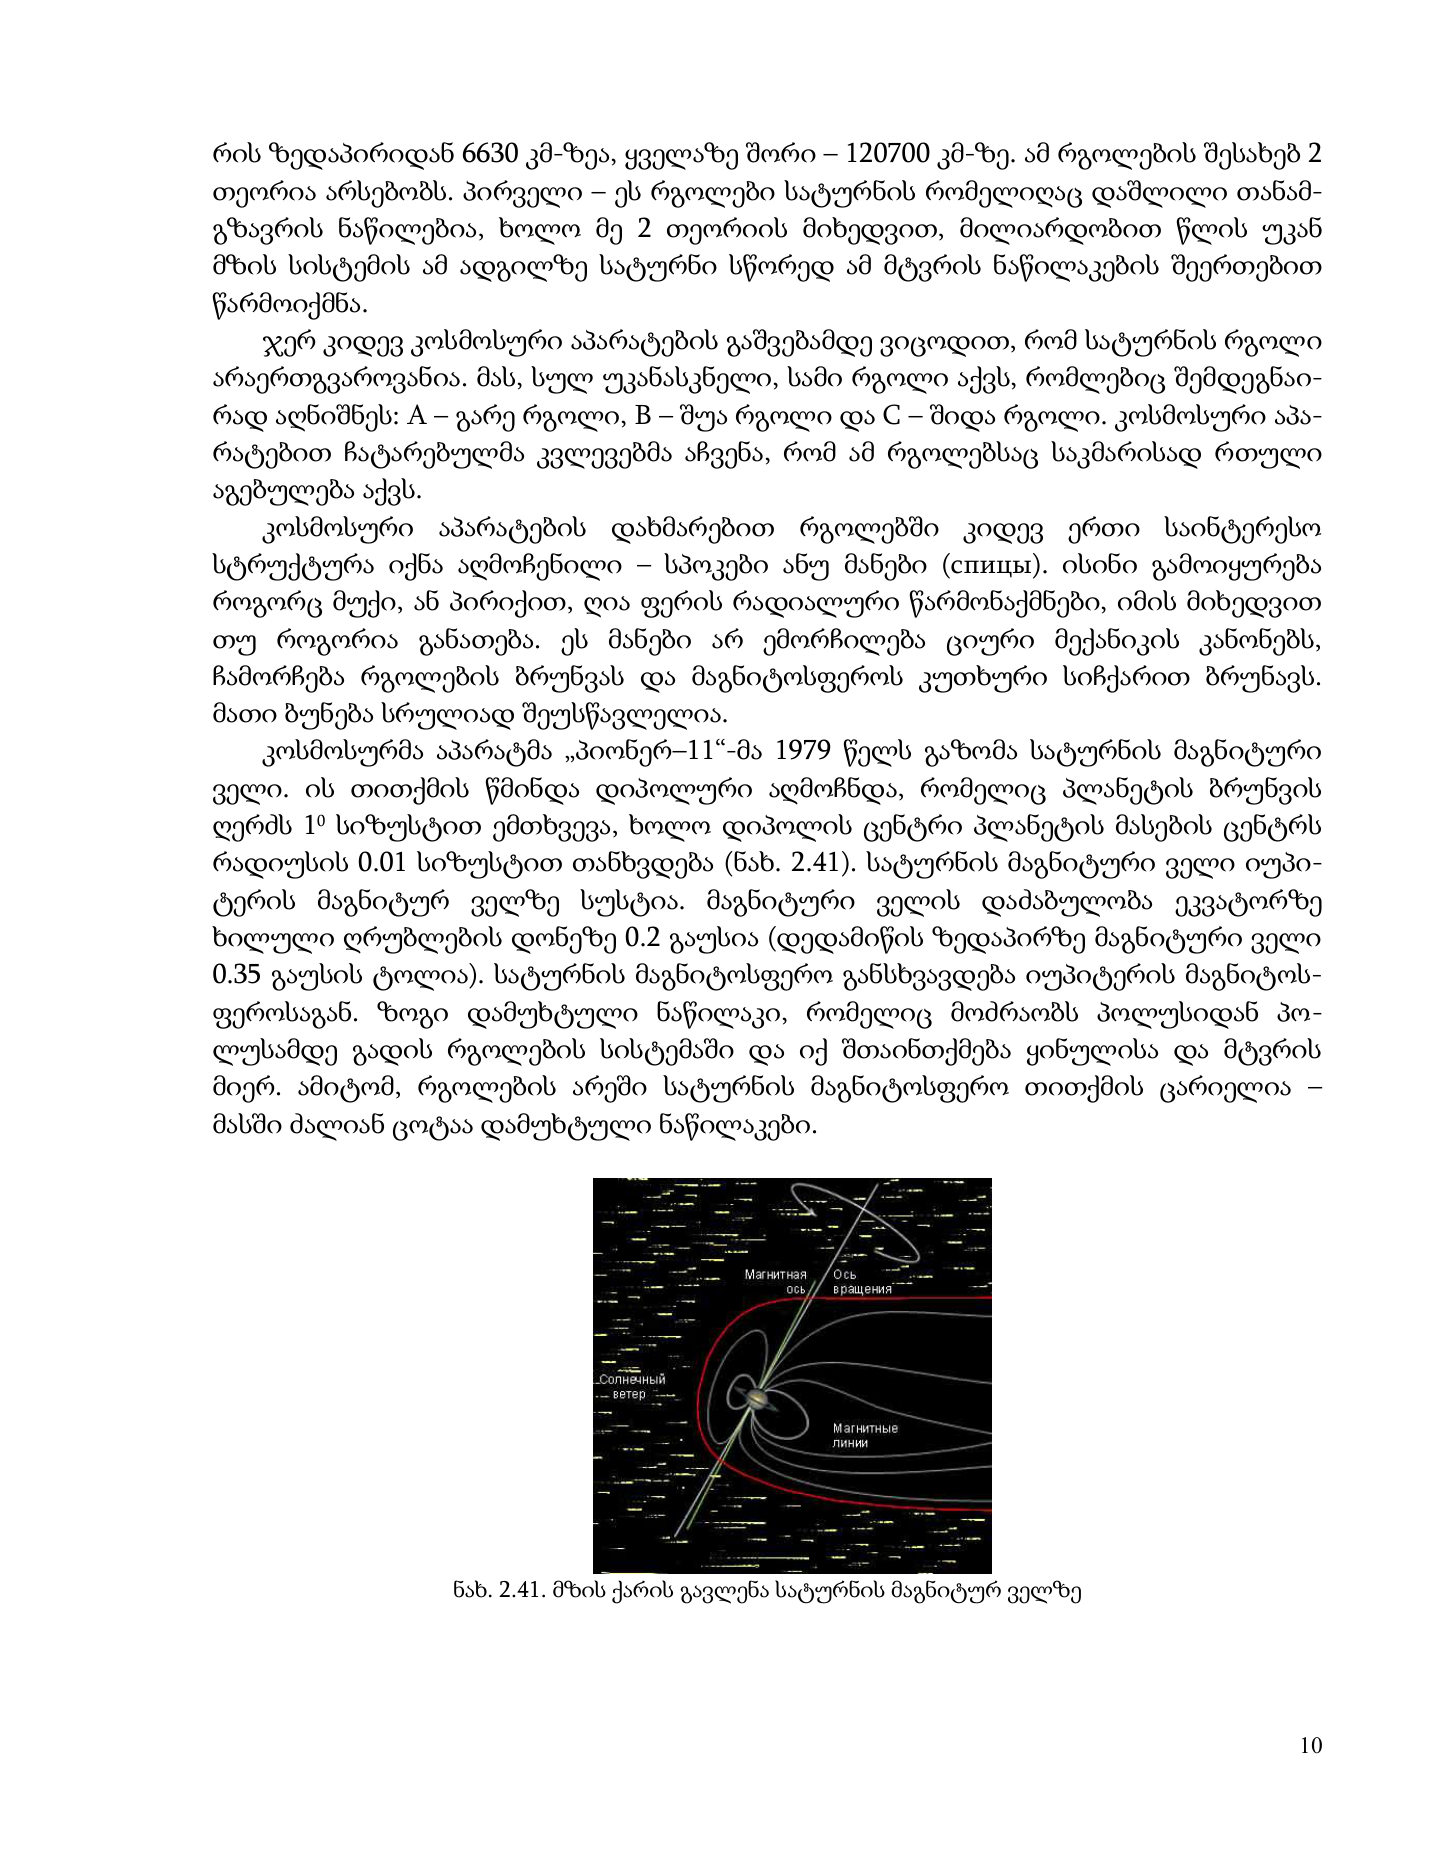 რის ზედაპირიდან 6630 კმ-ზეა, ყველაზე შორი – 120700 კმ-ზე. ამ რგოლების შესახებ 2
თეორია არსებობს. პირველი – ეს რგოლები სატურნის რომელიღაც დაშლილი თანამ-
გზავრის ნაწილებია, ხოლო მე 2 თეორიის მიხედვით, მილიარდობით წლის უკან
მზის სისტემის ამ ადგილზე სატურნი სწორედ ამ მტვრის ნაწილაკების შეერთებით
წარმოიქმნა.
ჯერ კიდევ კოსმოსური აპარატების გაშვებამდე ვიცოდით, რომ სატურნის რგოლი
არაერთგვაროვანია. მას, სულ უკანასკნელი, სამი რგოლი აქვს, რომლებიც შემდეგნაი-
რად აღნიშნეს: A – გარე რგოლი, B – შუა რგოლი და C – შიდა რგოლი. კოსმოსური აპა-
რატებით ჩატარებულმა კვლევებმა აჩვენა, რომ ამ რგოლებსაც საკმარისად რთული
აგებულება აქვს.
კოსმოსური აპარატების დახმარებით რგოლებში კიდევ ერთი საინტერესო
სტრუქტურა იქნა აღმოჩენილი – სპოკები ანუ მანები (спицы). ისინი გამოიყურება
როგორც მუქი, ან პირიქით, ღია ფერის რადიალური წარმონაქმნები, იმის მიხედვით
თუ როგორია განათება. ეს მანები არ ემორჩილება ციური მექანიკის კანონებს,
ჩამორჩება რგოლების ბრუნვას და მაგნიტოსფეროს კუთხური სიჩქარით ბრუნავს.
მათი ბუნება სრულიად შეუსწავლელია.
კოსმოსურმა აპარატმა „პიონერ–11“-მა 1979 წელს გაზომა სატურნის მაგნიტური
ველი. ის თითქმის წმინდა დიპოლური აღმოჩნდა, რომელიც პლანეტის ბრუნვის
ღერძს 1⁰ სიზუსტით ემთხვევა, ხოლო დიპოლის ცენტრი პლანეტის მასების ცენტრს
რადიუსის 0.01 სიზუსტით თანხვდება (ნახ. 2.41). სატურნის მაგნიტური ველი იუპი-
ტერის მაგნიტურ ველზე სუსტია. მაგნიტური ველის დაძაბულობა ეკვატორზე
ხილული ღრუბლების დონეზე 0.2 გაუსია (დედამიწის ზედაპირზე მაგნიტური ველი
0.35 გაუსის ტოლია). სატურნის მაგნიტოსფერო განსხვავდება იუპიტერის მაგნიტოს-
ფეროსაგან. ზოგი დამუხტული ნაწილაკი, რომელიც მოძრაობს პოლუსიდან პო-
ლუსამდე გადის რგოლების სისტემაში და იქ შთაინთქმება ყინულისა და მტვრის
მიერ. ამიტომ, რგოლების არეში სატურნის მაგნიტოსფერო თითქმის ცარიელია –
მასში ძალიან ცოტაა დამუხტული ნაწილაკები.
Магнитная ось
Ось вращения
Солнечный
ветер
Магнитные
линии
ნახ. 2.41. მზის ქარის გავლენა სატურნის მაგნიტურ ველზე
10